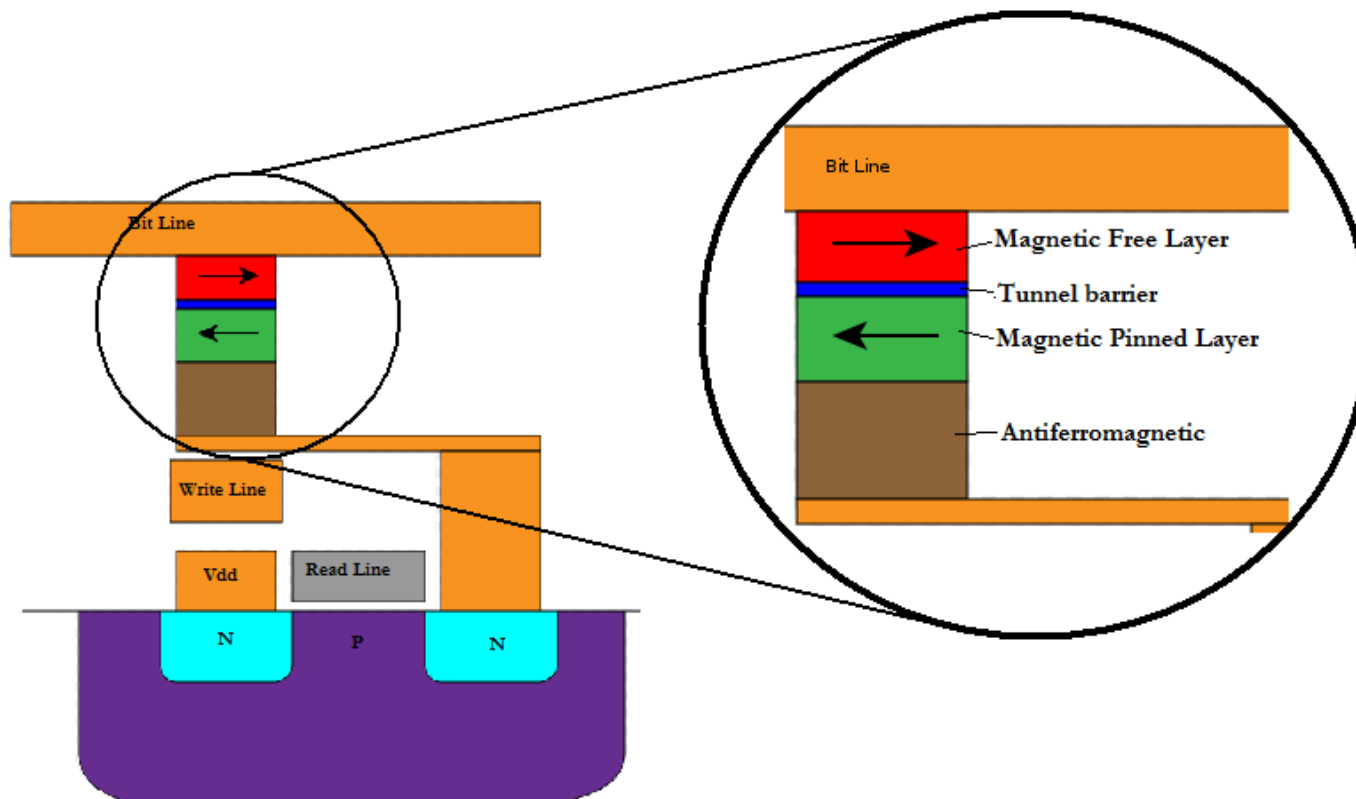 Bit Line
Write Line
Vdd
Read Line
N
P
N
Bit Line
Magnetic Free Layer
Tunnel barrier
Magnetic Pinned Layer
Antiferromagnetic